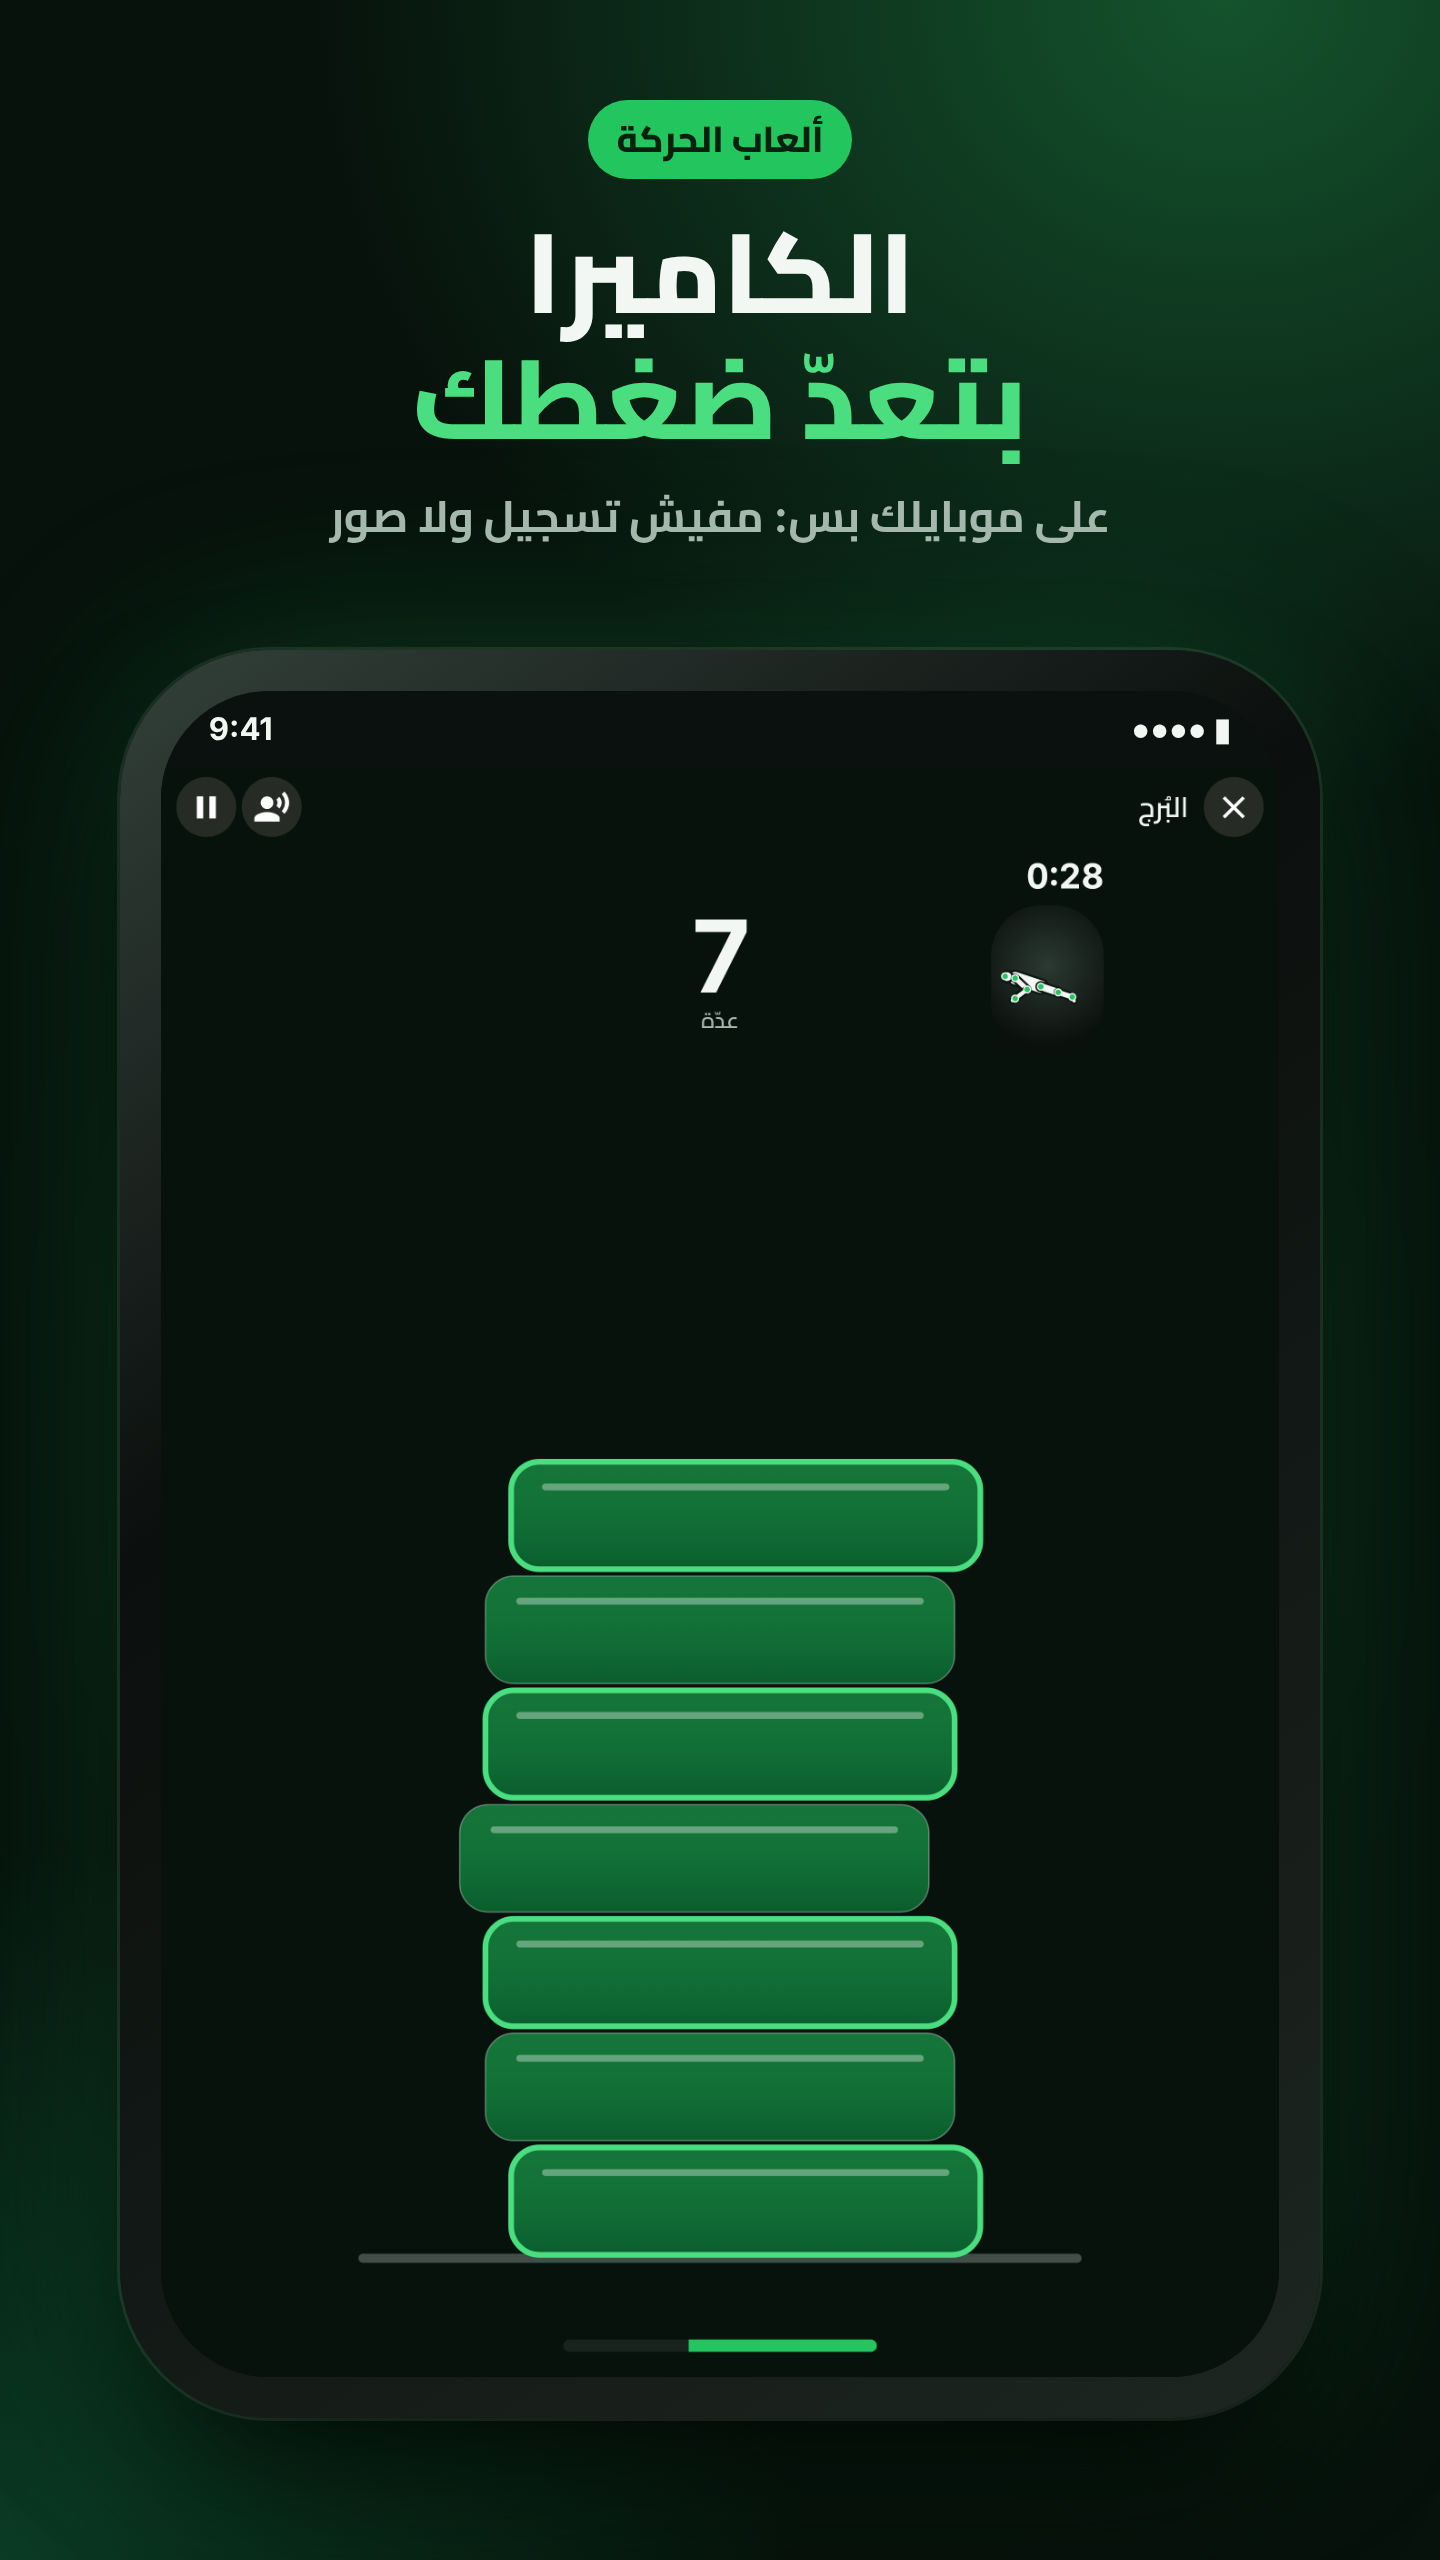 ألعاب الحركة
الكاميرا
بتعدّ ضغطك
على موبايلك بس: مفيش تسجيل ولا صور
9:41
البُرج
0:28
7
عدّة